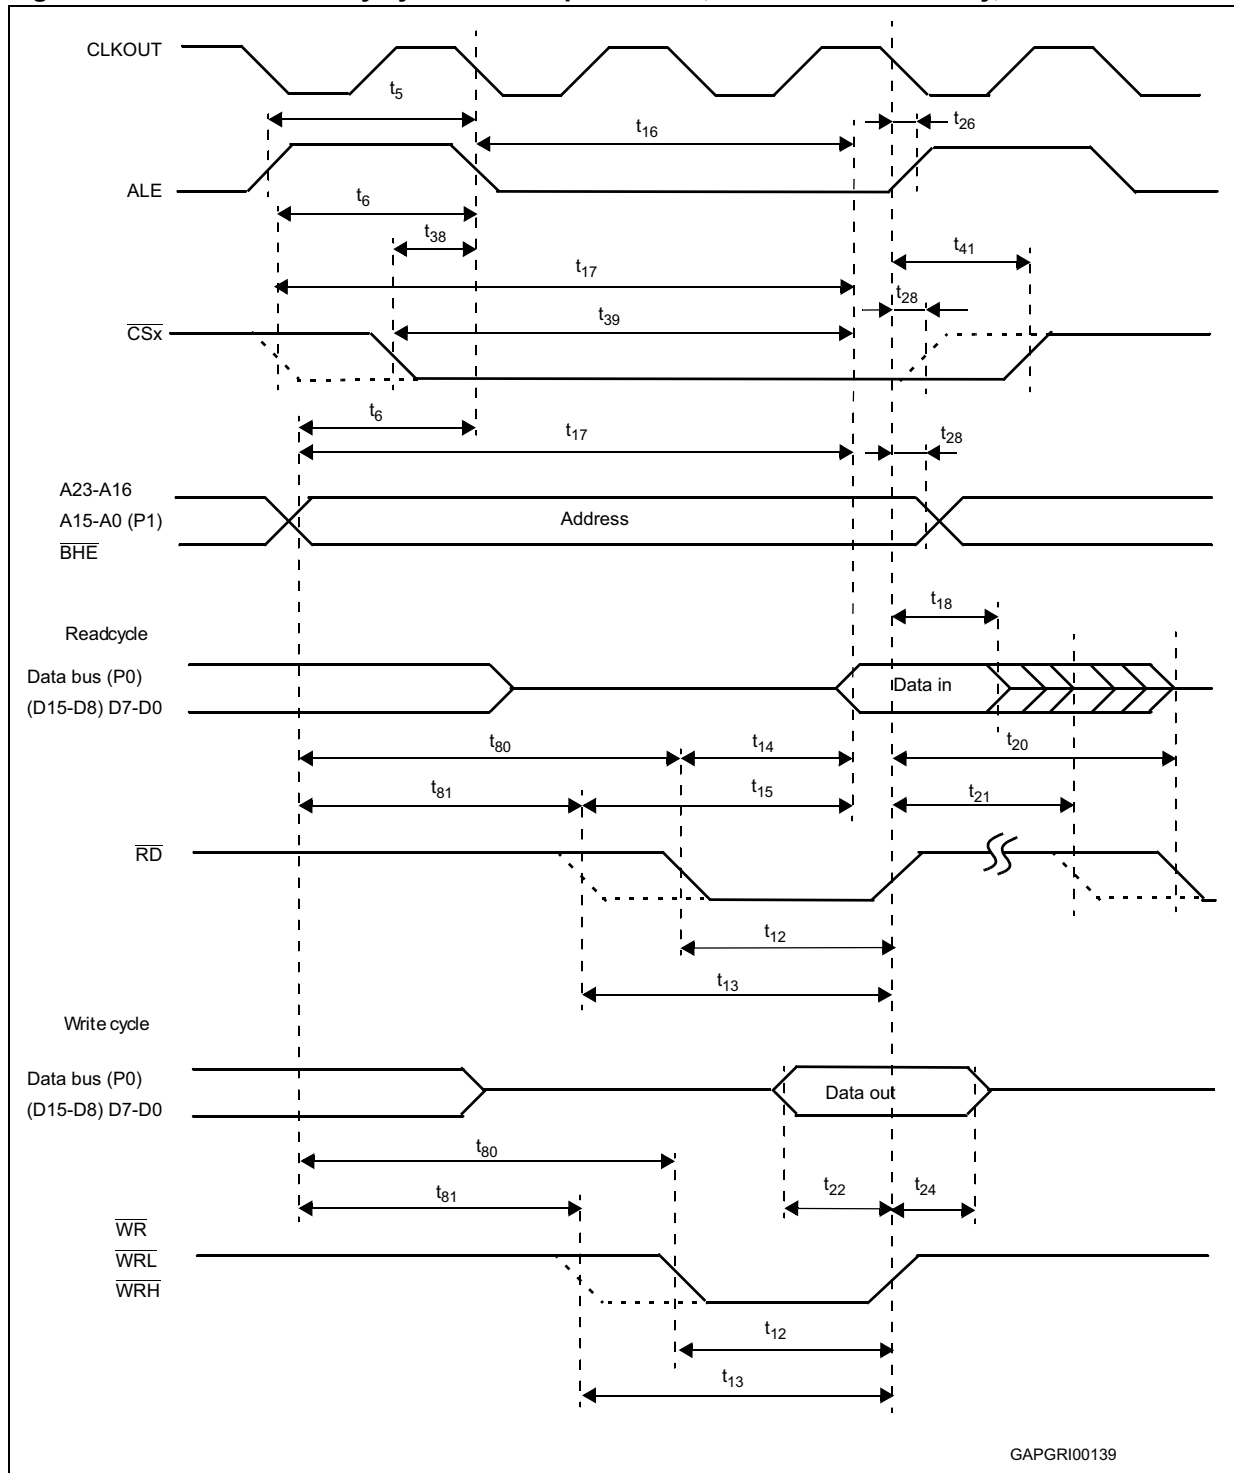 CLKOUT
t5
t16
t26
ALE
t6
t38
t41
t17
t28
CSx
t39
t6
t17
t28
A23-A16
A15-A0 (P1)
Address
BHE
t18
Readcycle
Data bus (P0)
Data in
(D15-D8) D7-D0
t80
t14
t20
t81
t15
t21
RD
t12
t13
Write cycle
Data bus (P0)
Data out
(D15-D8) D7-D0
t80
t22
t24
t81
WR
WRL
WRH
t12
t13
GAPGRI00139